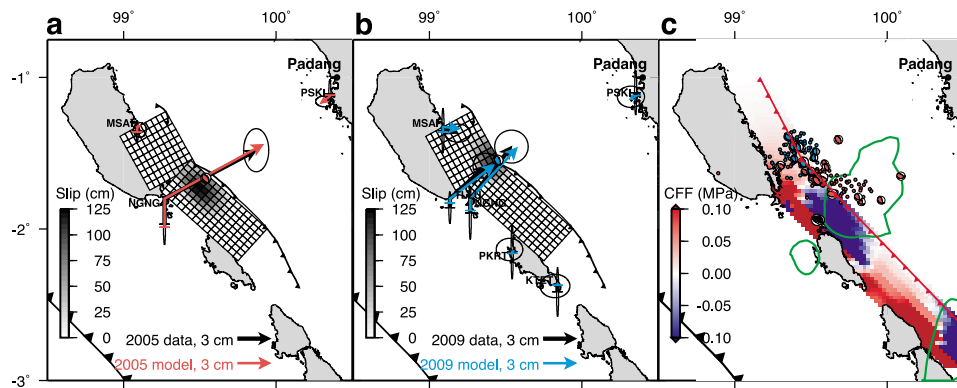 a
b
c
99˚
100˚
99˚
100˚
99˚
100˚
-1˚
-2˚
-3˚
Padang
PSKI
MSAI
NGNG
Slip (cm)
125
100
75
50
25
0
2005 data, 3 cm
2005 model, 3 cm
Padang
PSKI
MSAI
NGNG
PKRT
Slip (cm)
125
100
75
50
25
0
2009 data, 3 cm
2009 model, 3 cm
Padang
CFF (MPa)
0.10
0.05
0.00
-0.05
0.10